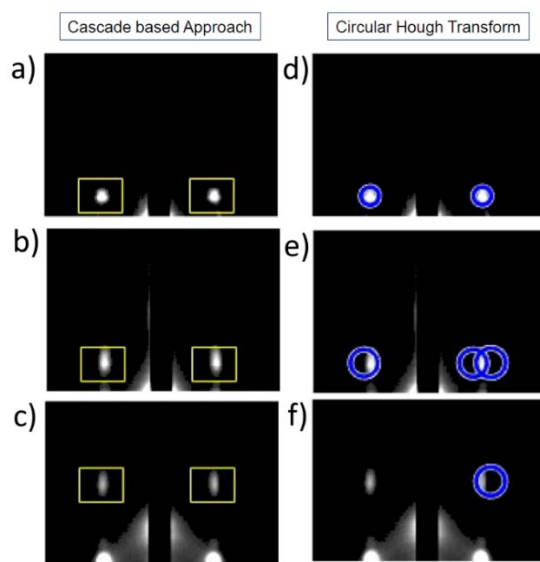 Cascade based Approach
Circular Hough Transform
a)
d)
b)
e)
c)
f)